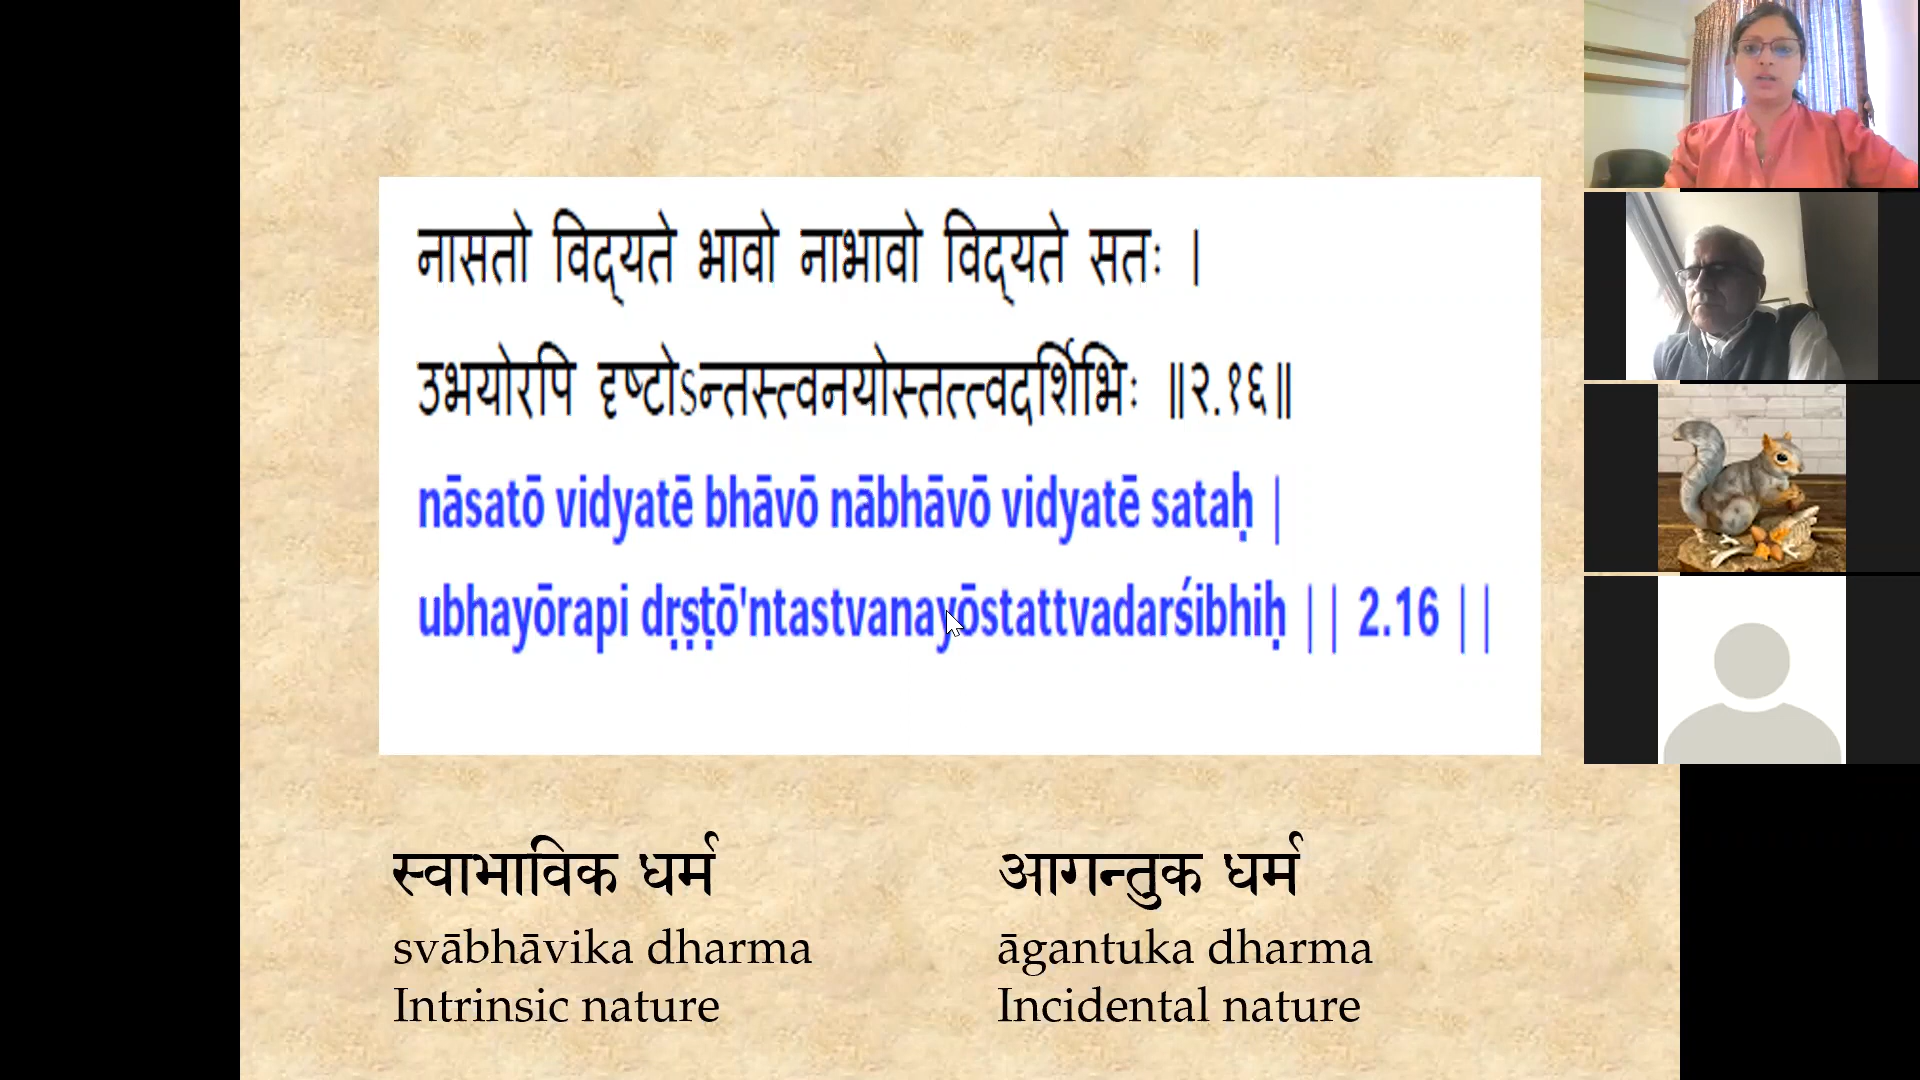 नासतो विद्यते भावो नाभावो विद्यते सतः ।
उभयोरपि दृष्टोऽन्तस्त्वनयोस्तत्त्वदर्शिभिः ॥२.१६॥
nāsatō vidyatē bhāvō nābhāvō vidyatē sataḥ |
ubhayōrapi dṛṣṭō'ntastvanayōstattvadarśibhiḥ || 2.16 ||
स्वाभाविक धर्म
svābhāvika dharma
Intrinsic nature
आगन्तुक धर्म
āgantuka dharma
Incidental nature